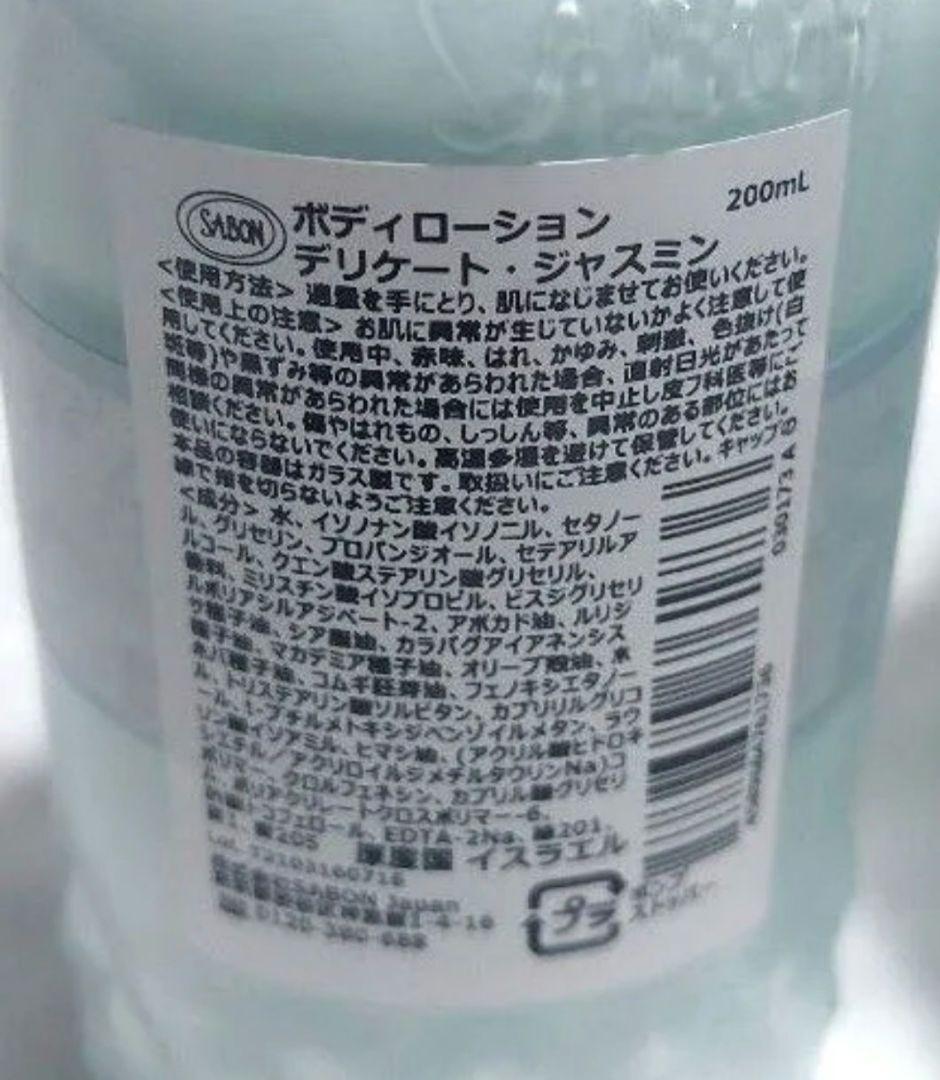 SABON
ボディローション
200mL
デリケート・ジャスミン
<使用方法> 適量を手にとり、肌になじませてお使いください。
<使用上の注意> お肌に異常が生じていないかよく注意して使
用してください。使用中、赤味、はれ、かゆみ、刺激、色抜け(白
斑等)や黒ずみ等の異常があらわれた場合、直射日光があたって
同様の異常があらわれた場合には使用を中止し皮フ科医等にご
相談ください。傷やはれもの、しっしん等、異常のある部位にはお
使いにならないでください。高温多湿を避けて保管してください。
本品の容器はガラス製です。取扱いにご注意ください。キャップの
縁で指を切らないようご注意ください。
<成分> 水、イソノナン酸イソノニル、セタノー
ル、グリセリン、プロパンジオール、セテアリルア
ルコール、クエン酸ステアリン酸グリセリル、
香料、ミリスチン酸イソプロピル、ビスジグリセリ
ルポリアシルアジペート-2、アボカド油、ルリジ
サ種子油、シア脂油、カラパグアイアネンシス
種子油、マカデミア種子油、オリーブ果油、ホ
ホバ種子油、コムギ胚芽油、フェノキシエタノー
ル、トリステアリン酸ソルビタン、カプリリルグリコ
ール、t-ブチルメトキシジベンゾイルメタン、ラウ
ロイルイソアミル、ヒマシ油、(アクリル酸ヒドロキ
シエチル/アクリロイルジメチルタウリンNa)コ
ポリマー、クロルフェネシン、カプリル酸グリセリ
ル、ポリアクリレートクロスポリマー-6、
トコフェロール、EDTA-2Na、
原産国 イスラエル
SABON Japan
1-4-16
0120-380-688
プラ
ポンプ
ストッパー
030173 A